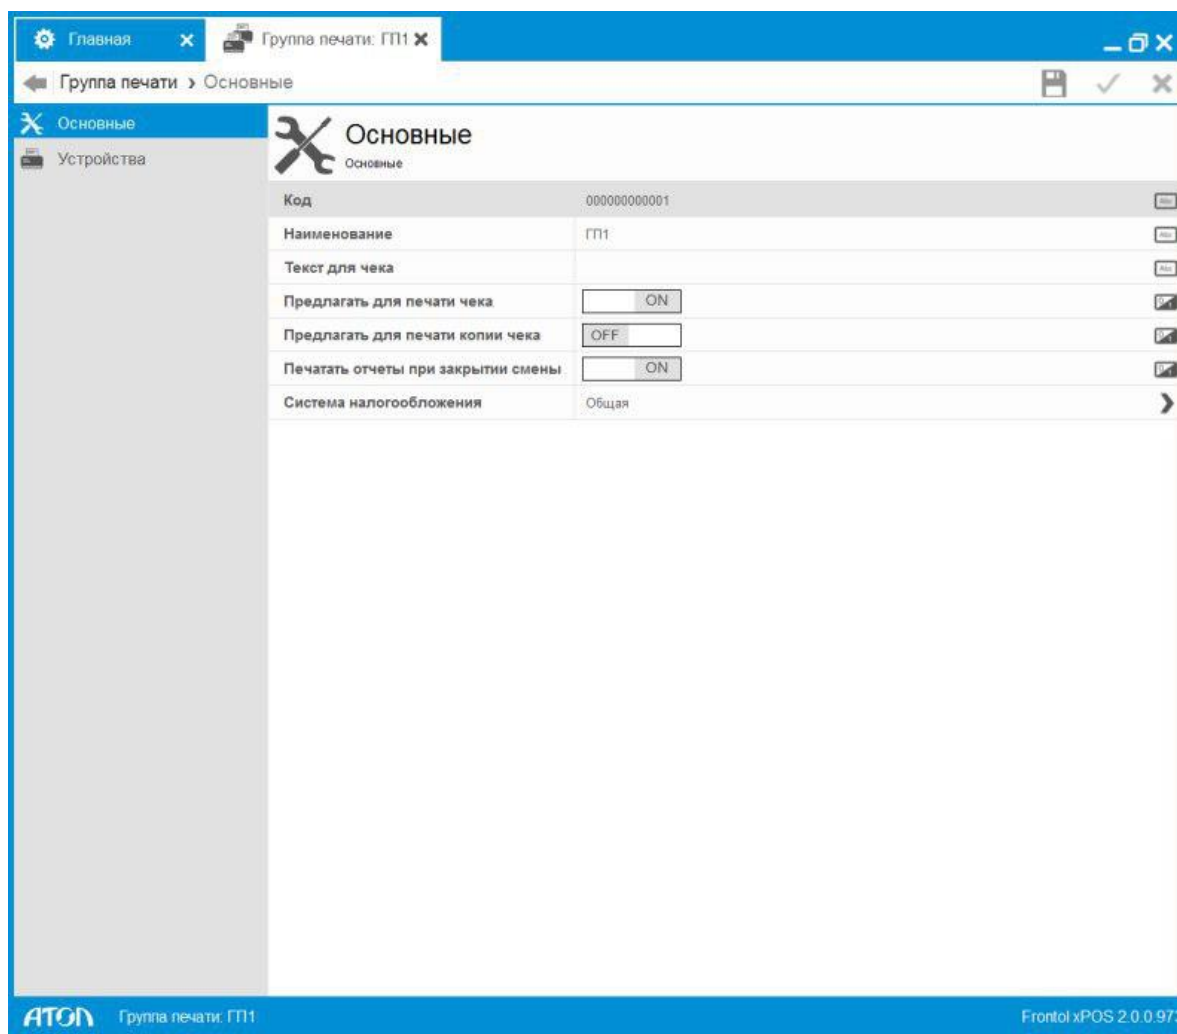 Главная
Группа печати: ГП1
Группа печати › Основные
Основные
Устройства
Основные
Основные
Код 000000000001
Наименование ГП1
Текст для чека
Предлагать для печати чека ON
Предлагать для печати копии чека OFF
Печатать отчеты при закрытии смены ON
Система налогообложения Общая
ATOL Группа печати: ГП1 Frontol xPOS 2.0.0.973